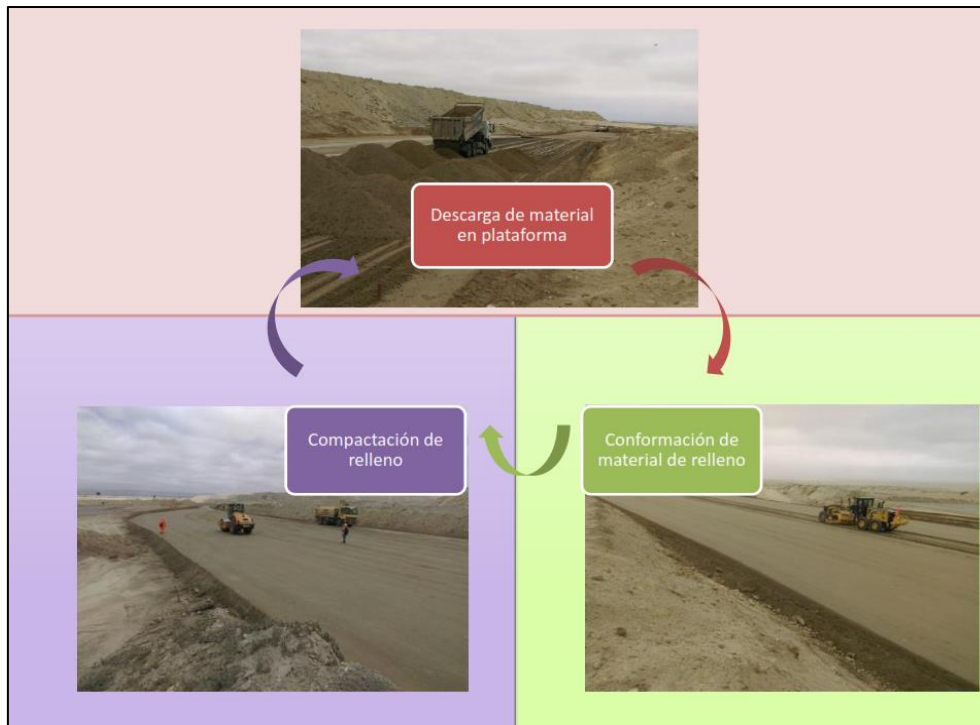 Descarga de material
en plataforma
Compactación de
relleno
Conformación de
material de relleno